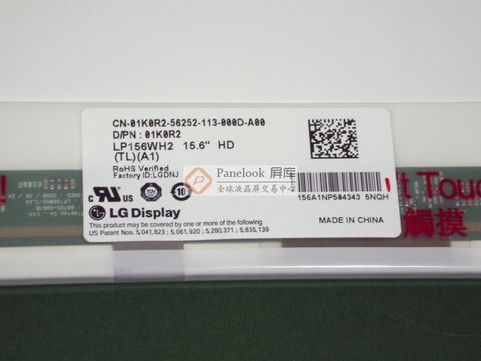 CN-01K0R2-56252-113-000D-A00
D/PN : 01K0R2
LP156WH2 15.6" HD
(TL)(A1)
RoHS Verified
Factory ID:LGDNJ
Panelook 屏库
全球液晶屏交易中心
c UL US
10
LG Display
156A1NP504343 5NQH
MADE IN CHINA
This product may be covered by one or more of the following
US Patent Nos. 5,041,823 ; 5,061,920 ; 5,280,371 ; 5,835,139
t Touch
觸摸